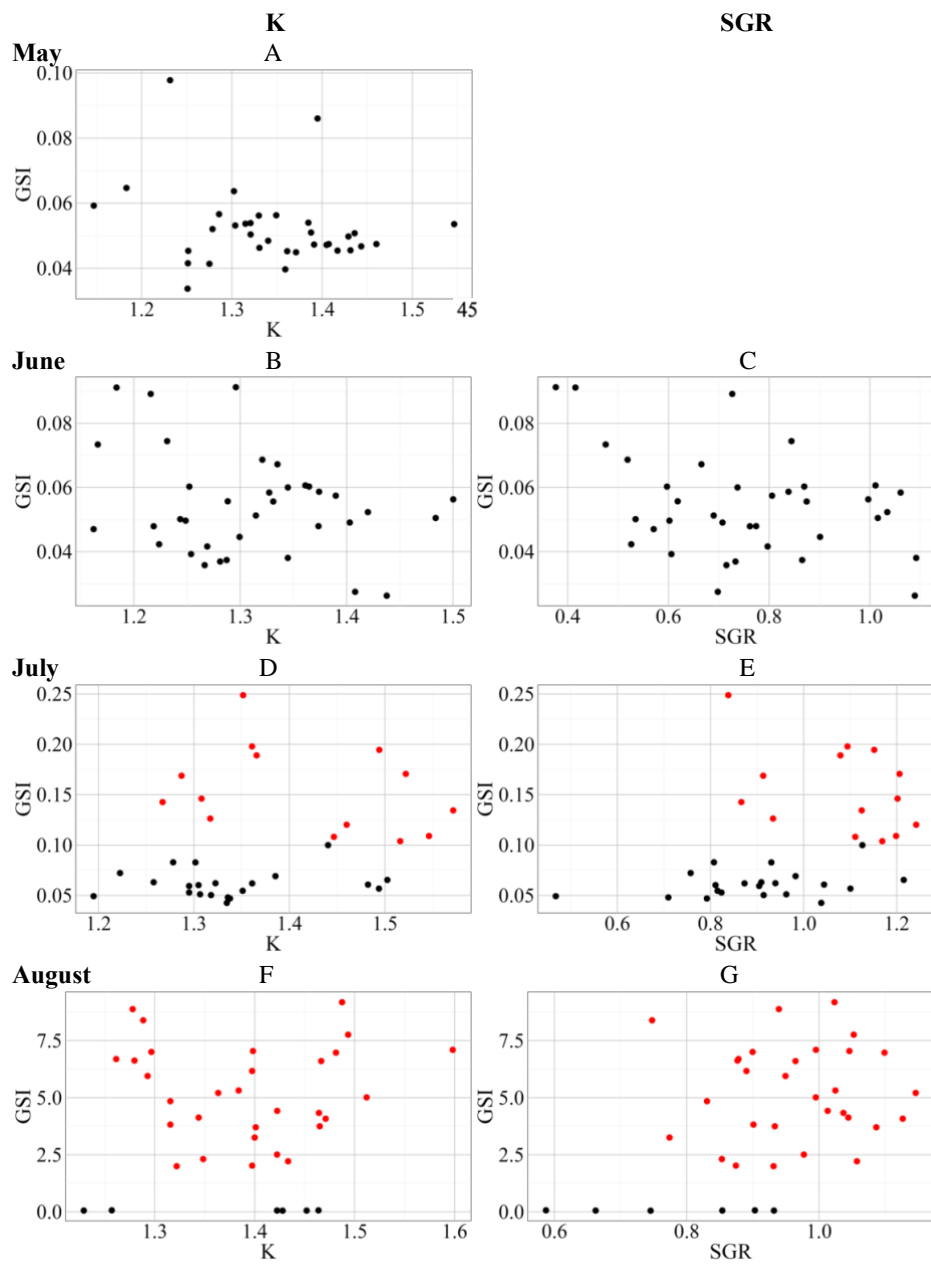 K SGR
May A
0.10
0.08
0.06
0.04
GSI
1.2 1.3 1.4 1.5 45
K
June B C
0.08 0.08
0.06 0.06
0.04 0.04
GSI GSI
1.2 1.3 1.4 1.5 0.4 0.6 0.8 1.0
K SGR
July D E
0.25 0.25
0.20 0.20
0.15 0.15
0.10 0.10
0.05 0.05
GSI GSI
1.2 1.3 1.4 1.5 0.6 0.8 1.0 1.2
K SGR
August F G
7.5 7.5
5.0 5.0
2.5 2.5
0.0 0.0
GSI GSI
1.3 1.4 1.5 1.6 0.6 0.8 1.0
K SGR